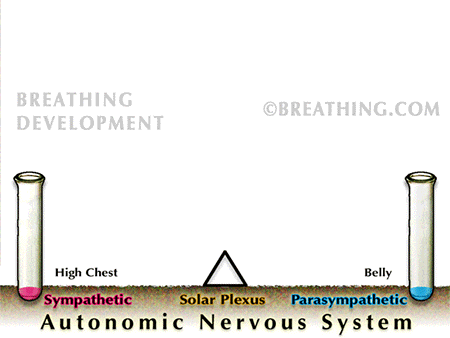 BREATHING
DEVELOPMENT
©BREATHING.COM
High Chest
Belly
Sympathetic
Solar Plexus
Parasympathetic
Autonomic Nervous System